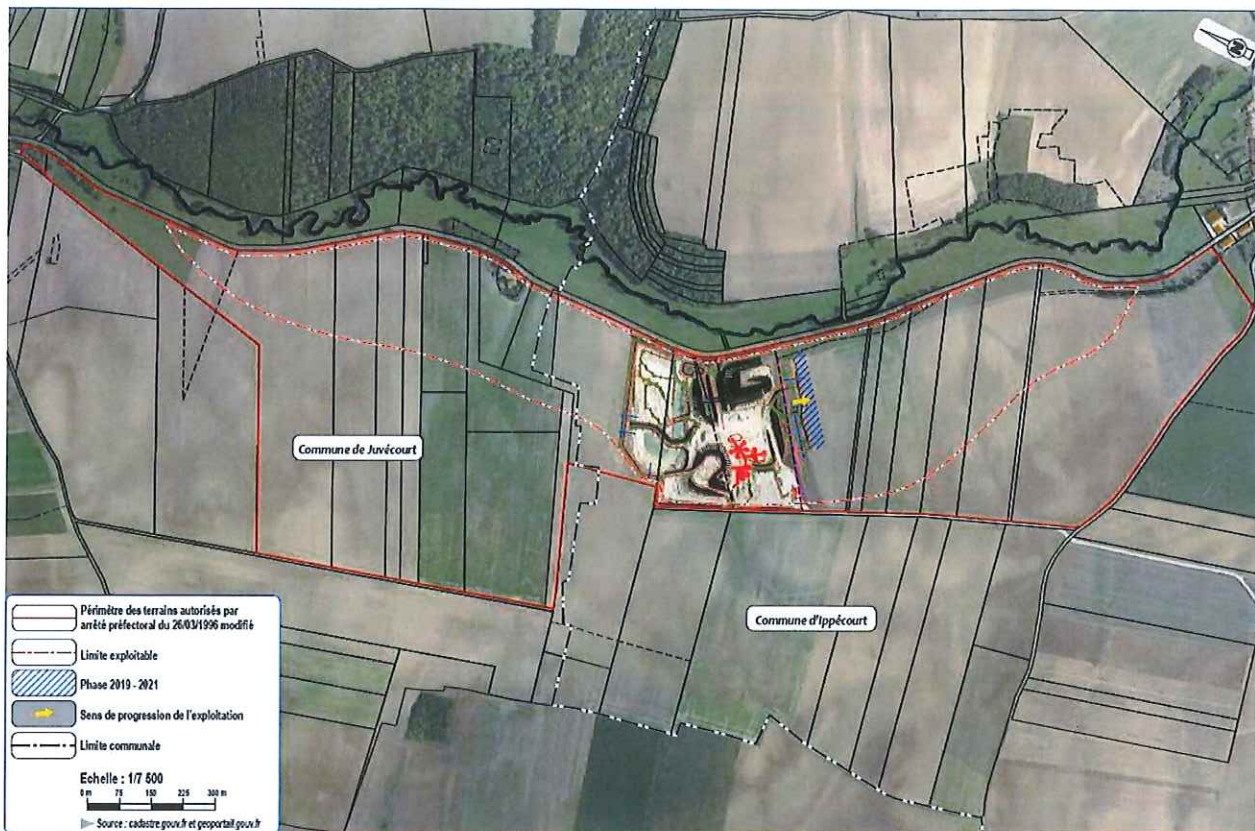 N
Commune de Juvécourt
Commune d'Ippécourt
Périmètre des terrains autorisés par
arrêté préfectoral du 26/03/1996 modifié
Limite exploitable
Phase 2019 - 2021
Sens de progression de l'exploitation
Limite communale
Echelle : 1/7 500
0 m 75 150 225 300 m
Source : cadastre.gouv.fr et geoportail.gouv.fr